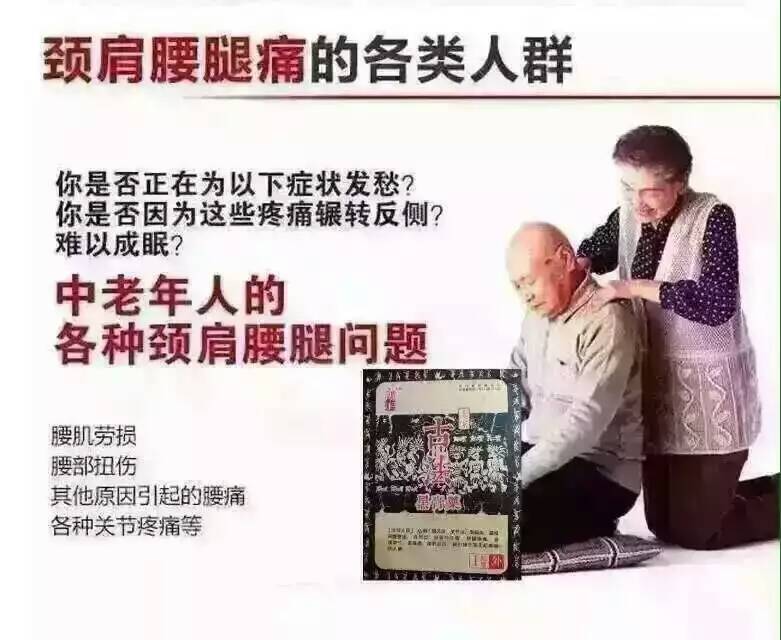 颈肩腰腿痛的各类人群
你是否正在为以下症状发愁?
你是否因为这些疼痛辗转反侧?
难以成眠?
中老年人的
各种颈肩腰腿问题
腰肌劳损
腰部扭伤
其他原因引起的腰痛
各种关节疼痛等
黑膏药
外